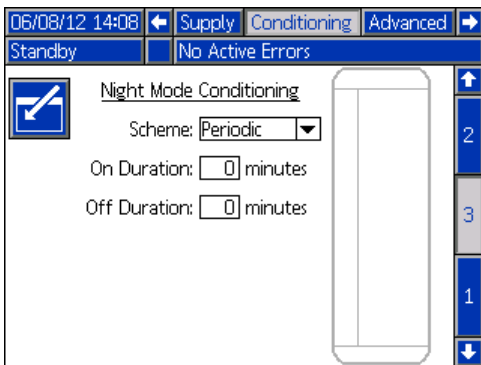 06/08/12 14:08 Supply Conditioning Advanced
Standby No Active Errors
Night Mode Conditioning
Scheme: Periodic
On Duration: 0 minutes
Off Duration: 0 minutes
2
3
1